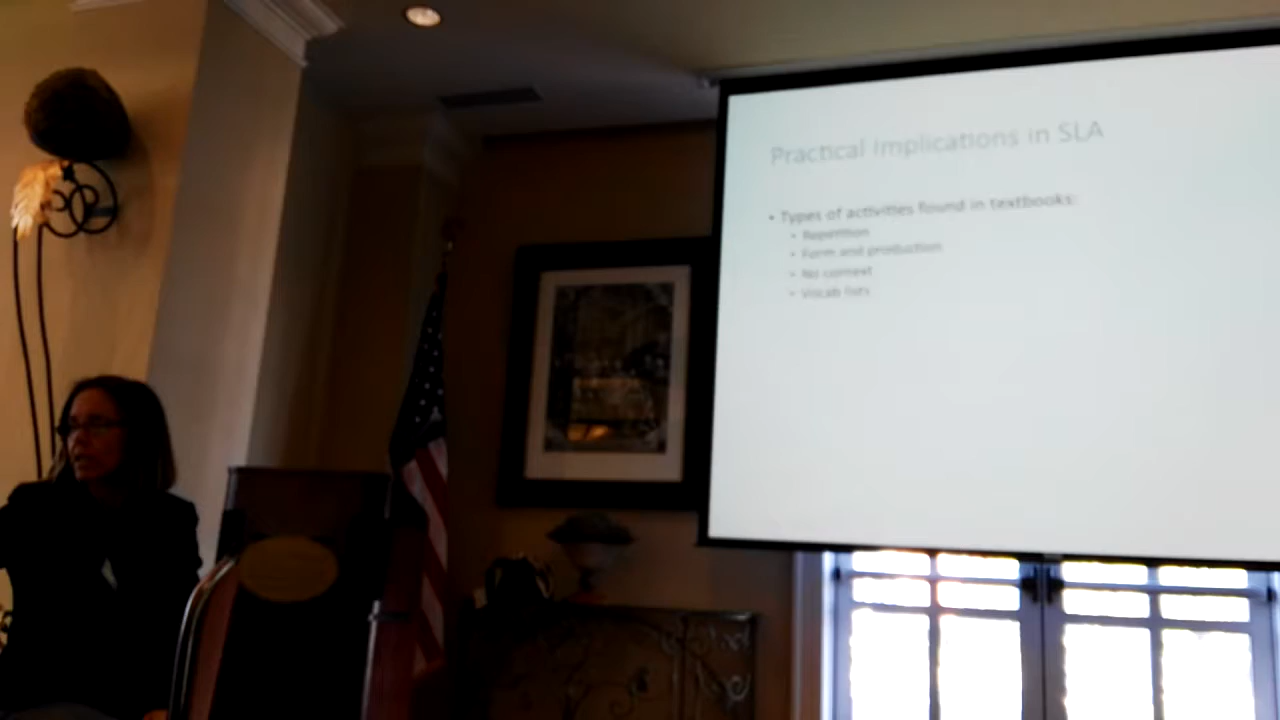 Practical Implications in SLA
• Types of activities found in textbooks:
• Repetition
• Form and production
• No context
• Vocab lists